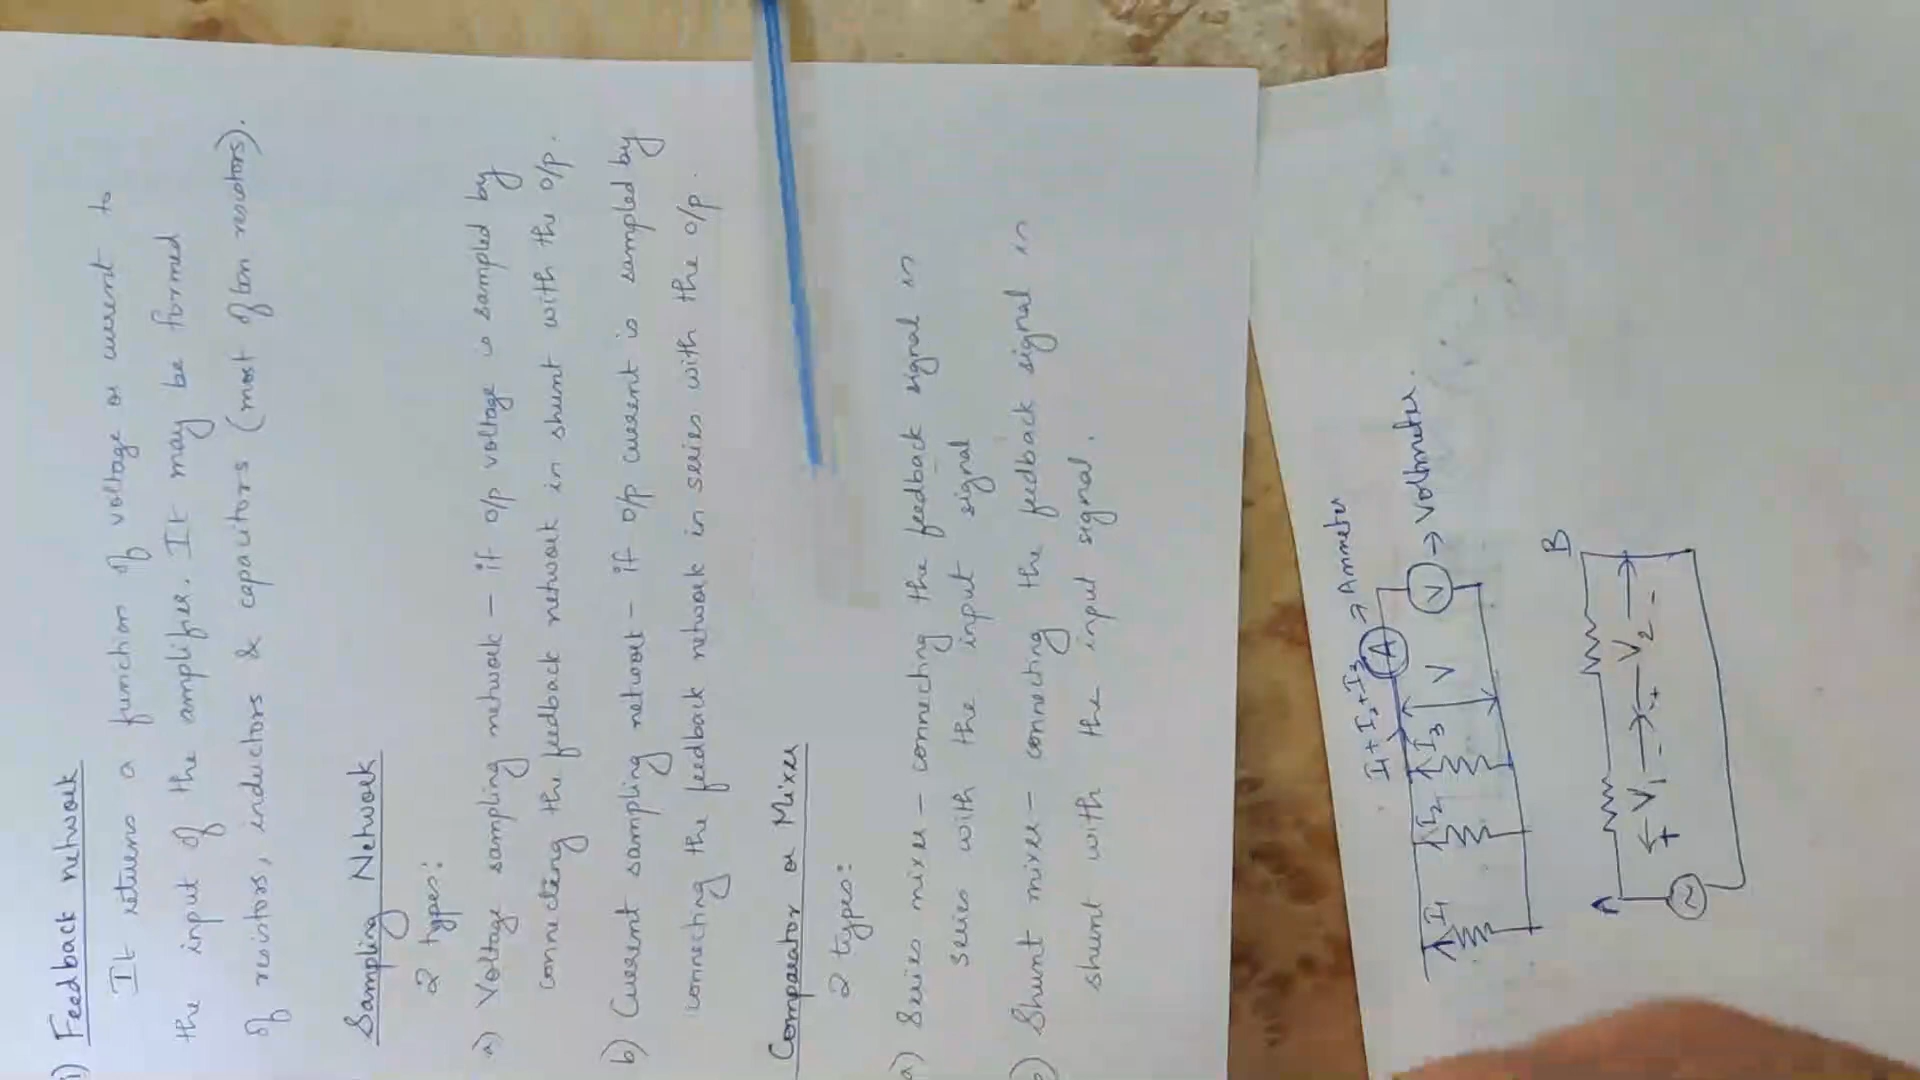 i) Feedback network
It returns a function of voltage or current to
the input of the amplifier. It may be formed
of resistors, inductors & capacitors (most often resistors).
Sampling Network
2 types:
a) Voltage sampling network - if o/p voltage is sampled by
connecting the feedback network in shunt with the o/p.
b) Current sampling network - if o/p current is sampled by
connecting the feedback network in series with the o/p.
Comparator or Mixer
2 types:
a) Series mixer - connecting the feedback signal in
series with the input signal
) Shunt mixer - connecting the feedback signal in
shunt with the input signal.
I1+I2+I3 A → Ammeter
V → Voltmeter.
I1 I2 I3 V
A B
+ V1 - + V2 -
~